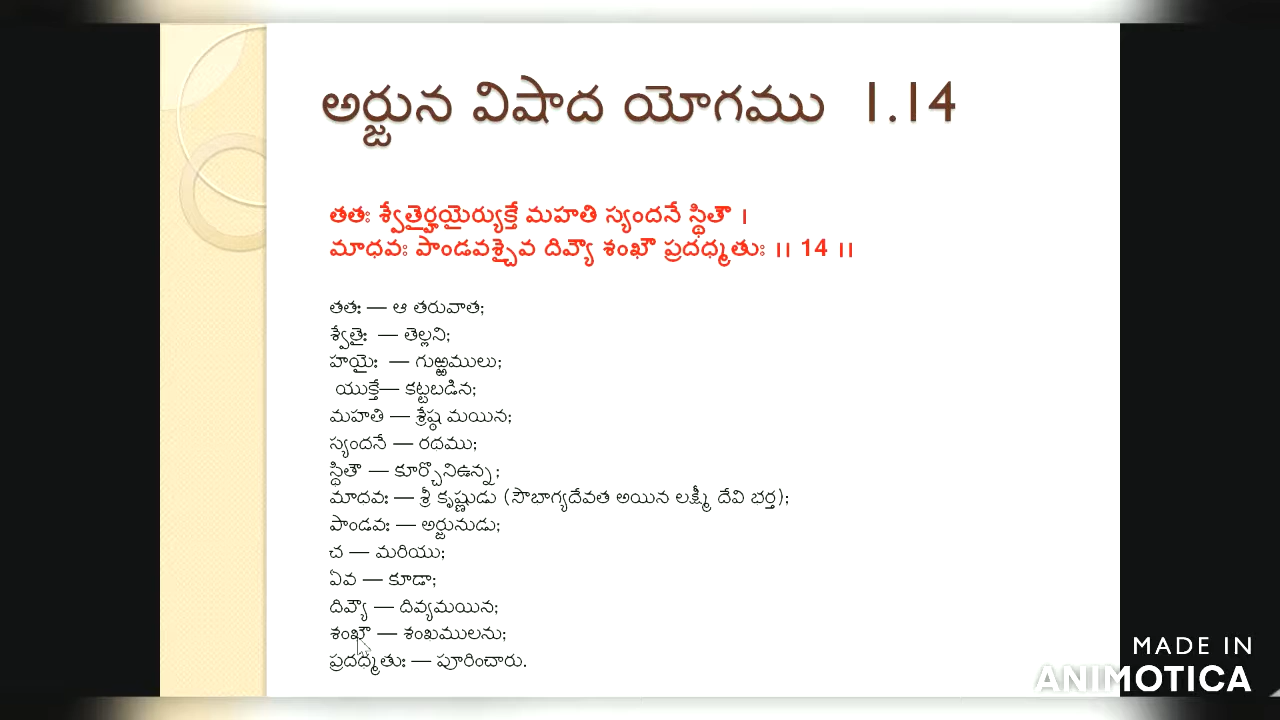 అర్జున విషాద యోగము 1.14
తతః శ్వేతైర్హయైర్యుక్తే మహతి స్యందనే స్థితౌ ।
మాధవః పాండవశ్చైవ దివ్యౌ శంఖౌ ప్రదధ్మతుః ।। 14 ।।
తతః — ఆ తరువాత;
శ్వేతైః — తెల్లని;
హయైః — గుఱ్ఱములు;
యుక్తే— కట్టబడిన;
మహతి — శ్రేష్ఠ మయిన;
స్యందనే — రదము;
స్థితౌ — కూర్చొనిఉన్న;
మాధవః — శ్రీ కృష్ణుడు (సౌభాగ్యదేవత అయిన లక్ష్మీ దేవి భర్త);
పాండవః — అర్జునుడు;
చ — మరియు;
ఏవ — కూడా;
దివ్యౌ — దివ్యమయిన;
శంఖౌ — శంఖములను;
ప్రదధ్మతుః — పూరించారు.
MADE IN
ANIMOTICA